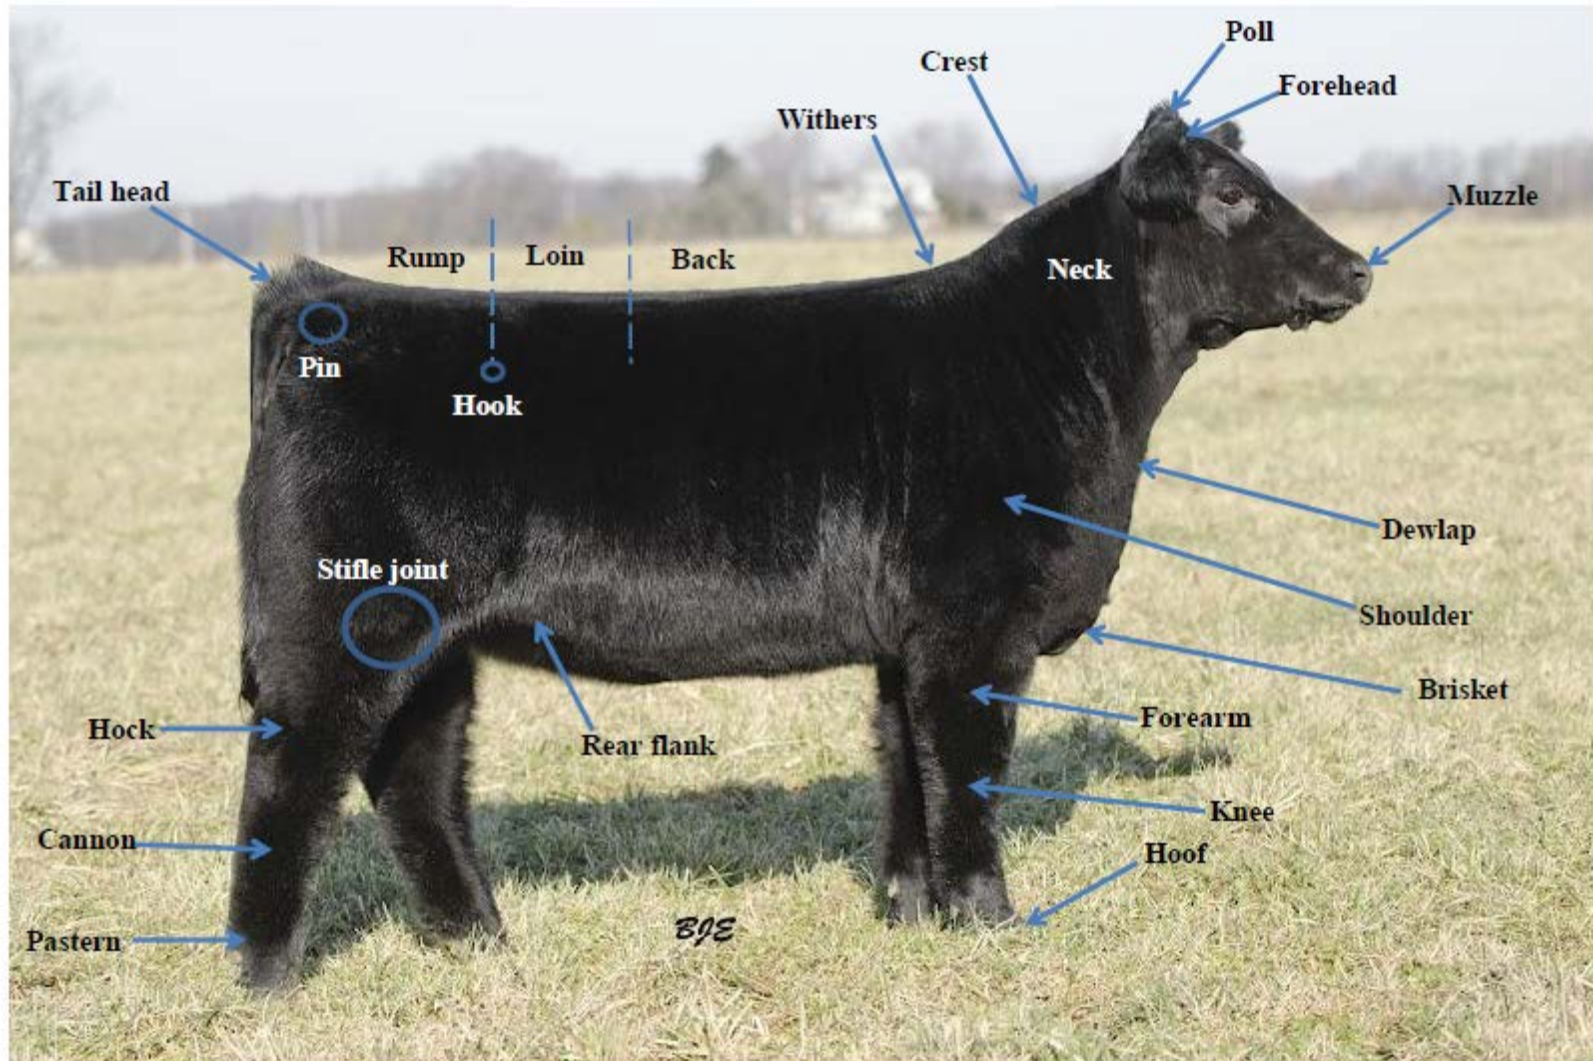 Poll
Crest
Forehead
Withers
Tail head
Muzzle
Rump
Loin
Back
Neck
Pin
Hook
Dewlap
Stifle joint
Shoulder
Brisket
Forearm
Hock
Rear flank
Knee
Cannon
Hoof
BJE
Pastern